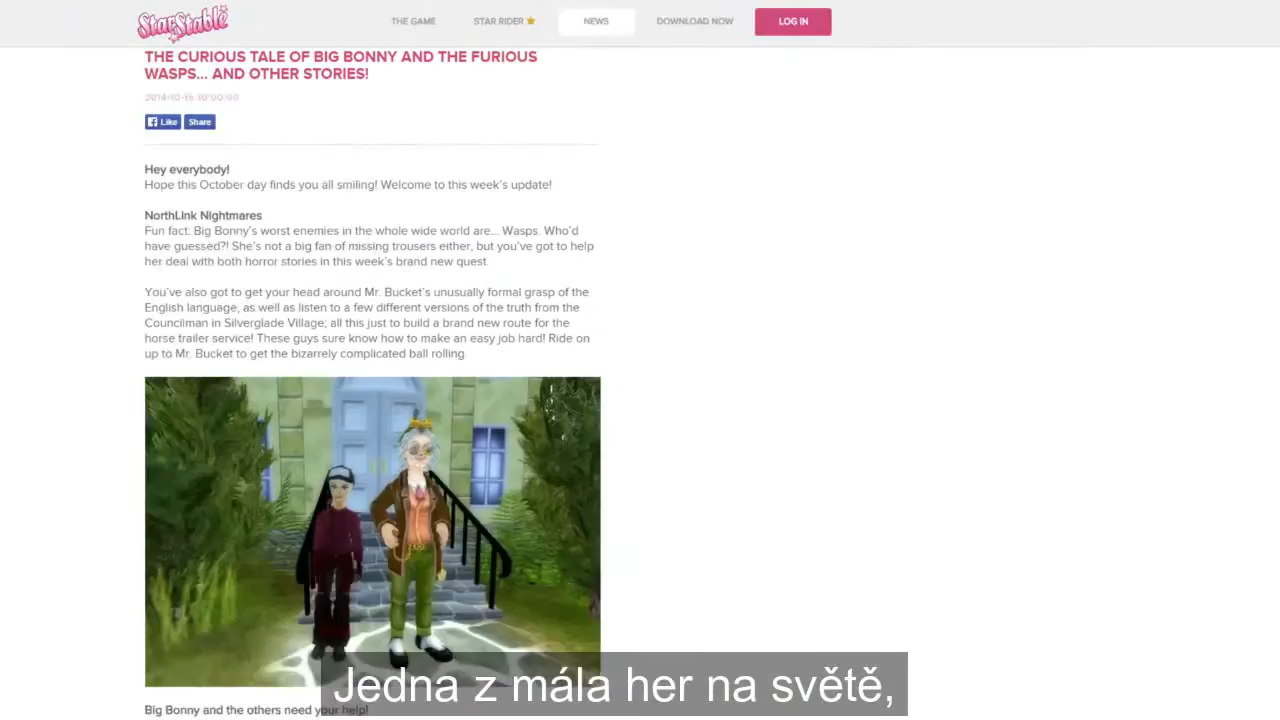 StarStable
THE GAME
STAR RIDER
NEWS
DOWNLOAD NOW
LOG IN
THE CURIOUS TALE OF BIG BONNY AND THE FURIOUS
WASPS... AND OTHER STORIES!
Like
Share
Hey everybody!
Hope this October day finds you all smiling! Welcome to this week's update!
NorthLink Nightmares
Fun fact: Big Bonny's worst enemies in the whole wide world are... Wasps. Who'd
have guessed?! She's not a big fan of missing trousers either, but you've got to help
her deal with both horror stories in this week's brand new quest.
You've also got to get your head around Mr. Bucket's unusually formal grasp of the
English language, as well as listen to a few different versions of the truth from the
Councilman in Silverglade Village; all this just to build a brand new route for the
horse trailer service! These guys sure know how to make an easy job hard! Ride on
up to Mr. Bucket to get the bizarrely complicated ball rolling.
Jedna z mála her na světě,
Big Bonny and the others need your help!